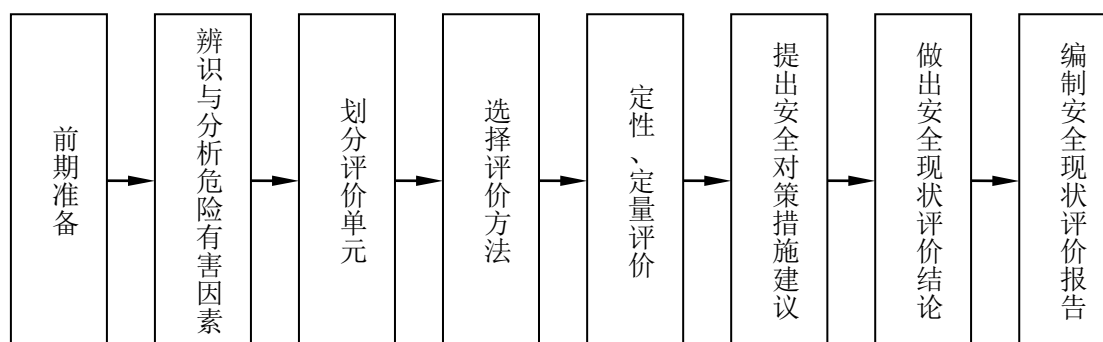 前期准备
辨识与分析危险有害因素
划分评价单元
选择评价方法
定性、定量评价
提出安全对策措施建议
做出安全现状评价结论
编制安全现状评价报告